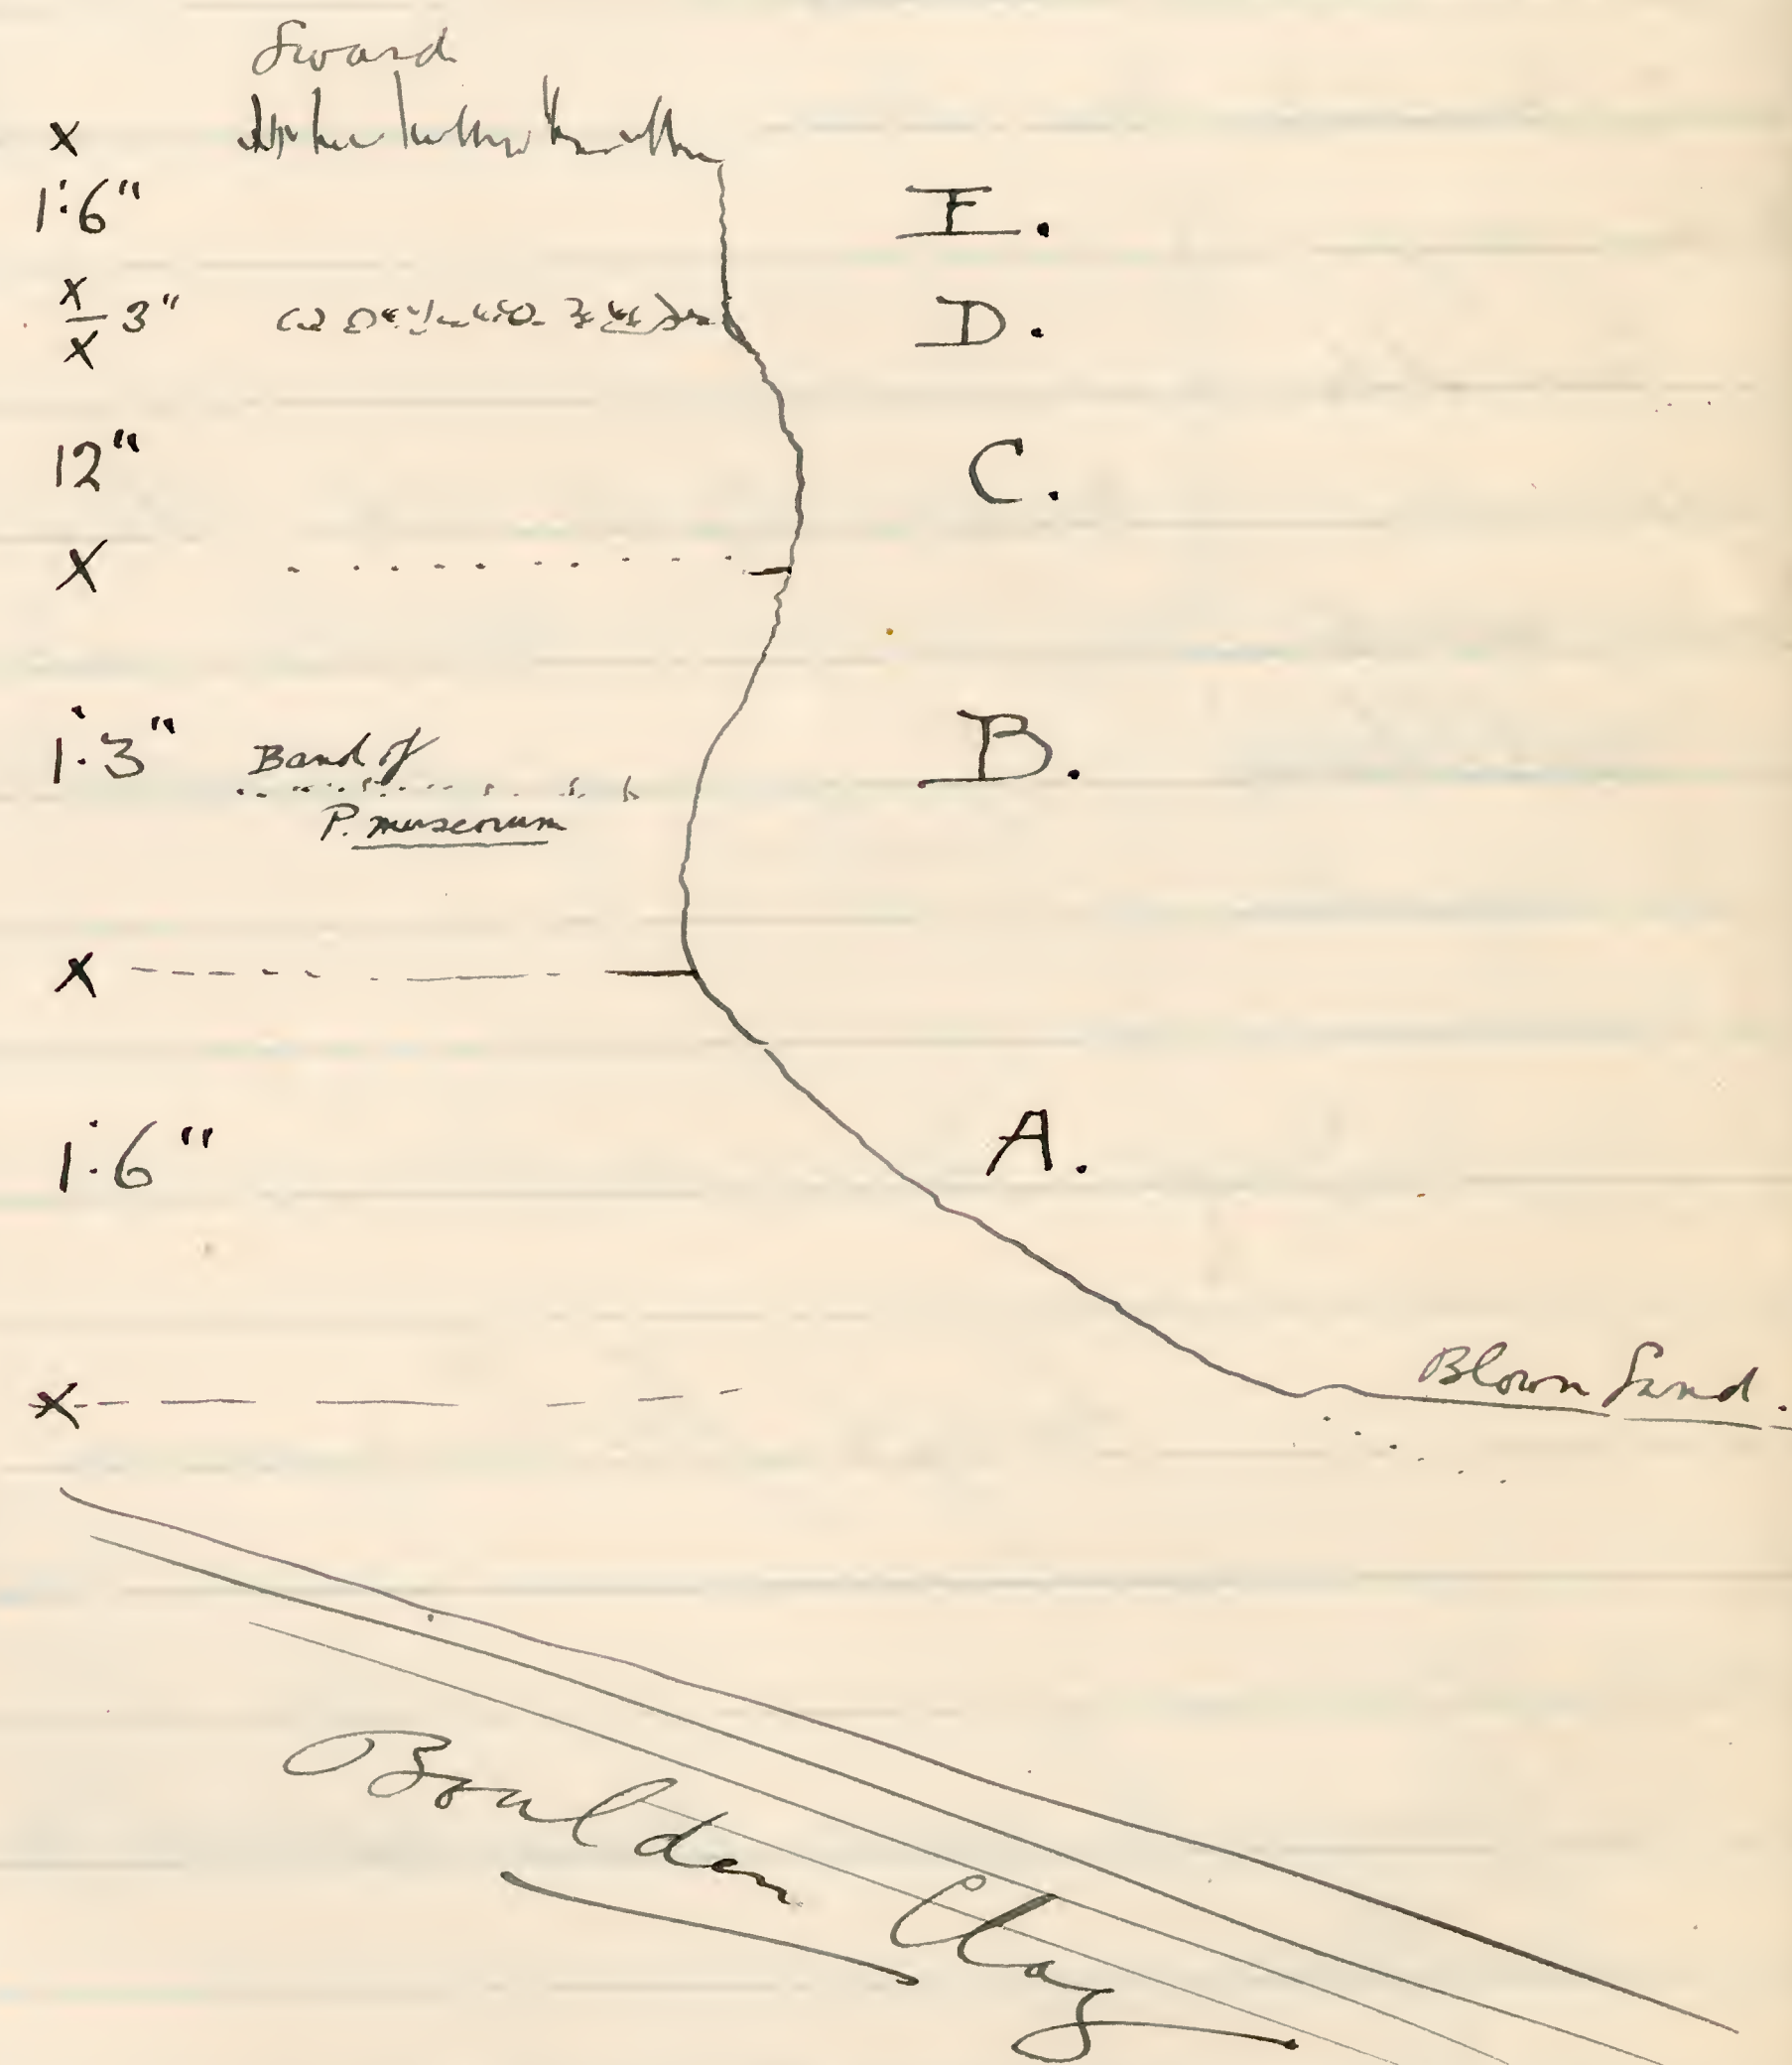 Sward
x
1':6" E.
x
3" D.
x
12" C.
x
1':3" Band of B.
P. muscorum
x
1':6" A.
Blown Sand.
x
Boulder Clay